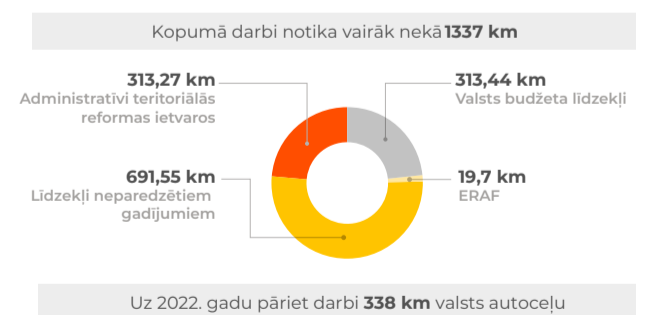 Kopumā darbi notika vairāk nekā 1337 km
313,27 km
Administratīvi teritoriālās
reformas ietvaros
313,44 km
Valsts budžeta līdzekļi
691,55 km
Līdzekļi neparedzētiem
gadījumiem
19,7 km
ERAF
Uz 2022. gadu pāriet darbi 338 km valsts autoceļu